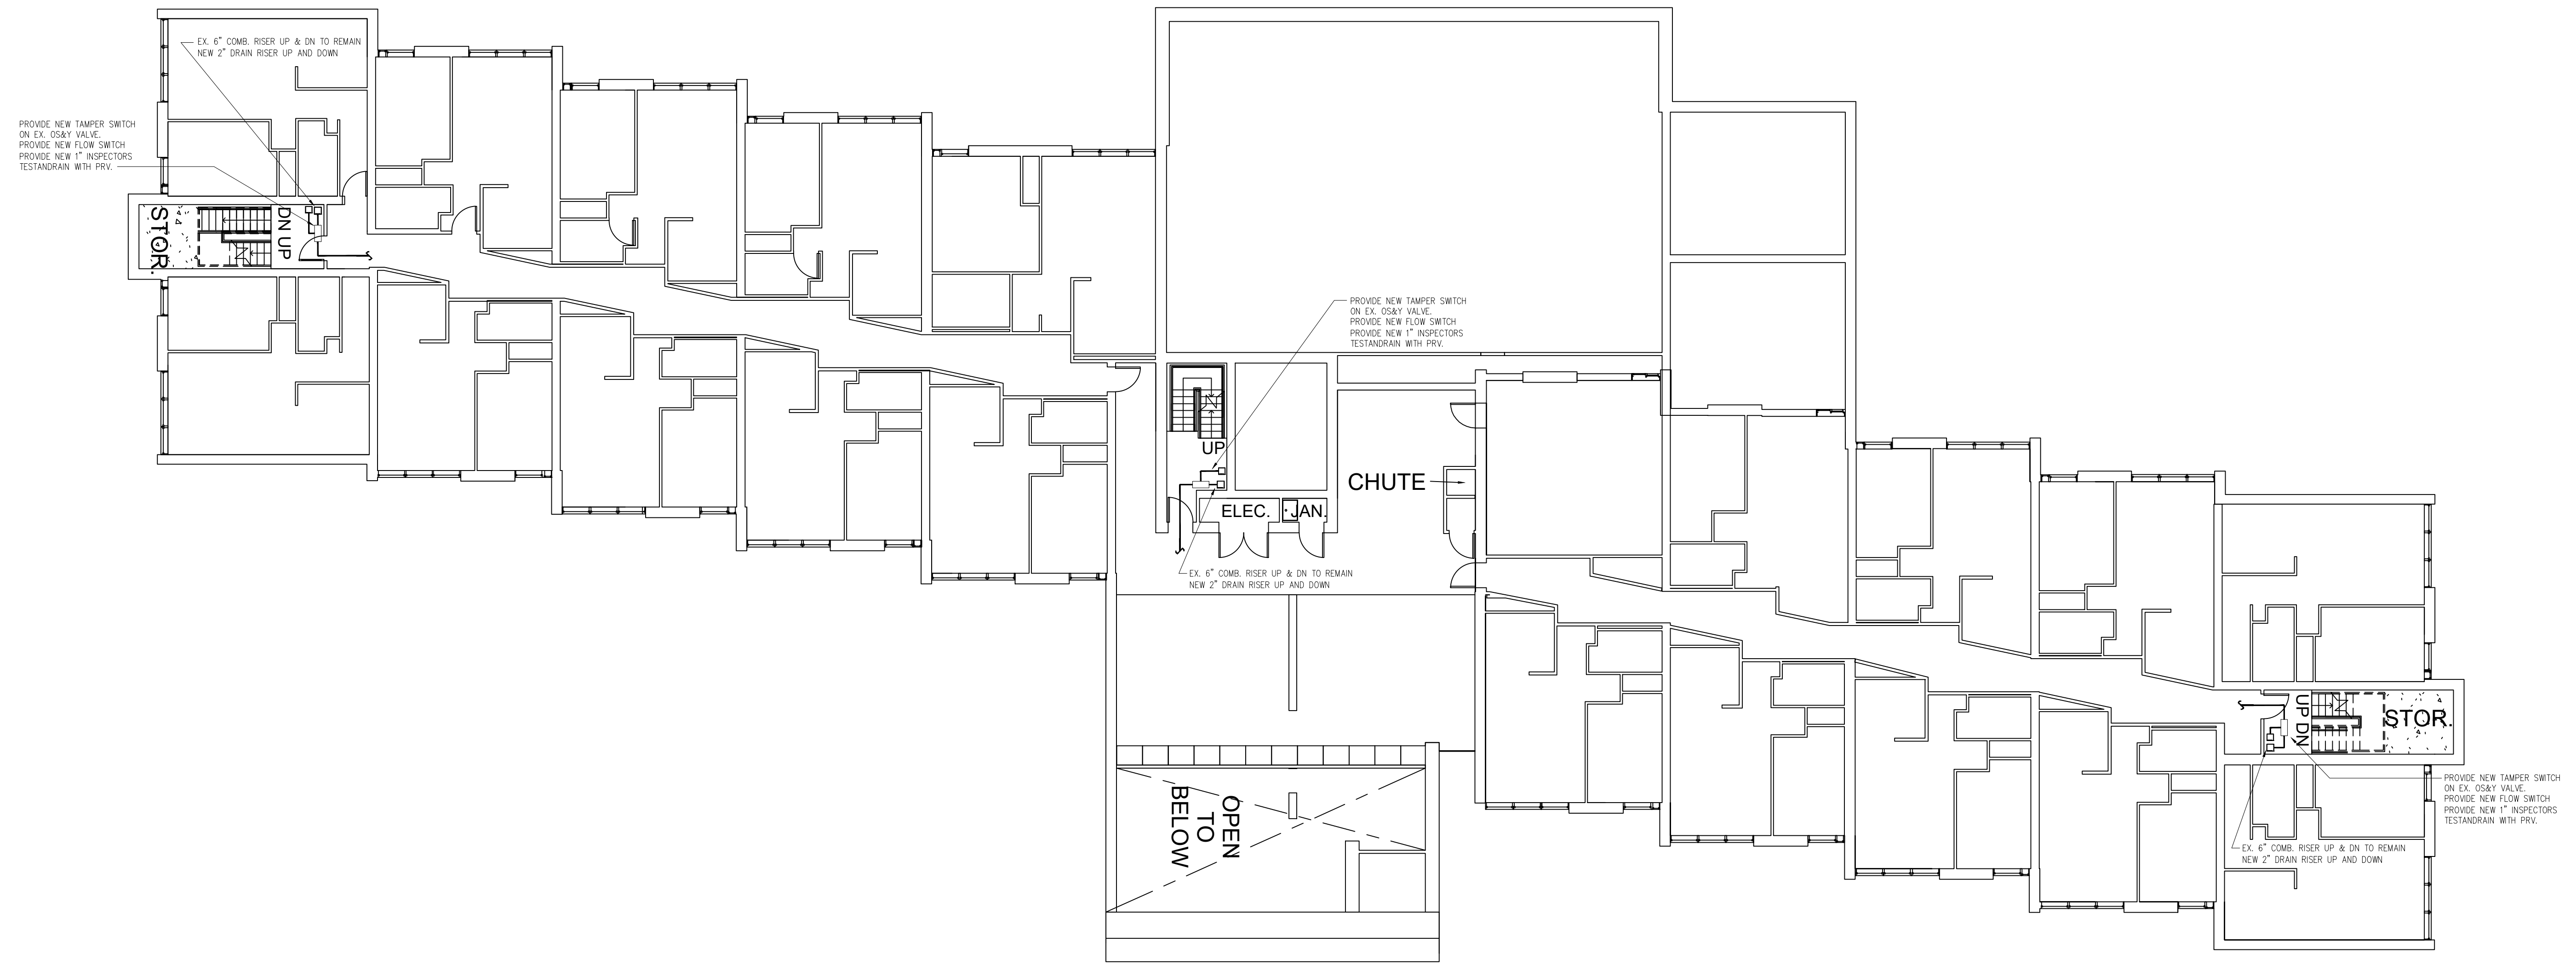 EX. 6" COMB. RISER UP & DN TO REMAIN
NEW 2" DRAIN RISER UP AND DOWN
PROVIDE NEW TAMPER SWITCH
ON EX. OS&Y VALVE.
PROVIDE NEW FLOW SWITCH
PROVIDE NEW 1" INSPECTORS
TESTANDRAIN WITH PRV.
STOR.
DN UP
PROVIDE NEW TAMPER SWITCH
ON EX. OS&Y VALVE.
PROVIDE NEW FLOW SWITCH
PROVIDE NEW 1" INSPECTORS
TESTANDRAIN WITH PRV.
UP
CHUTE
ELEC.
JAN.
EX. 6" COMB. RISER UP & DN TO REMAIN
NEW 2" DRAIN RISER UP AND DOWN
OPEN
TO
BELOW
UP DN
STOR.
PROVIDE NEW TAMPER SWITCH
ON EX. OS&Y VALVE.
PROVIDE NEW FLOW SWITCH
PROVIDE NEW 1" INSPECTORS
TESTANDRAIN WITH PRV.
EX. 6" COMB. RISER UP & DN TO REMAIN
NEW 2" DRAIN RISER UP AND DOWN